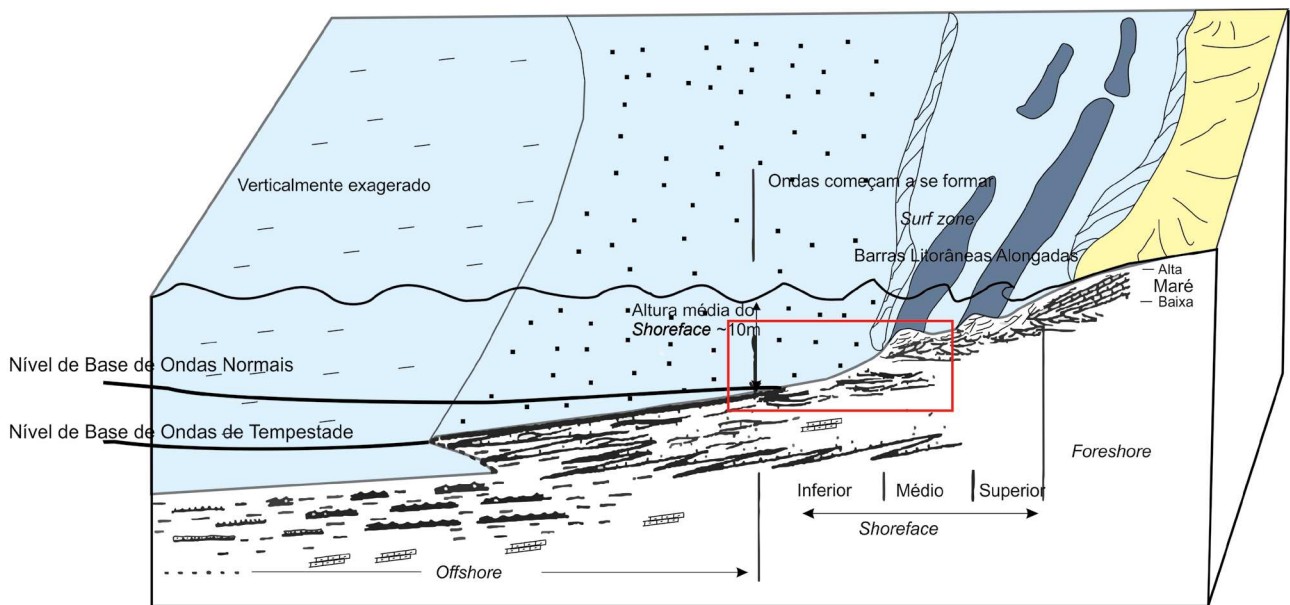 Verticalmente exagerado
Ondas começam a se formar
Surf zone
Barras Litorâneas Alongadas
Alta
Maré
Baixa
Altura média do
Shoreface ~10m
Nível de Base de Ondas Normais
Nível de Base de Ondas de Tempestade
Foreshore
Inferior
Médio
Superior
Shoreface
Offshore